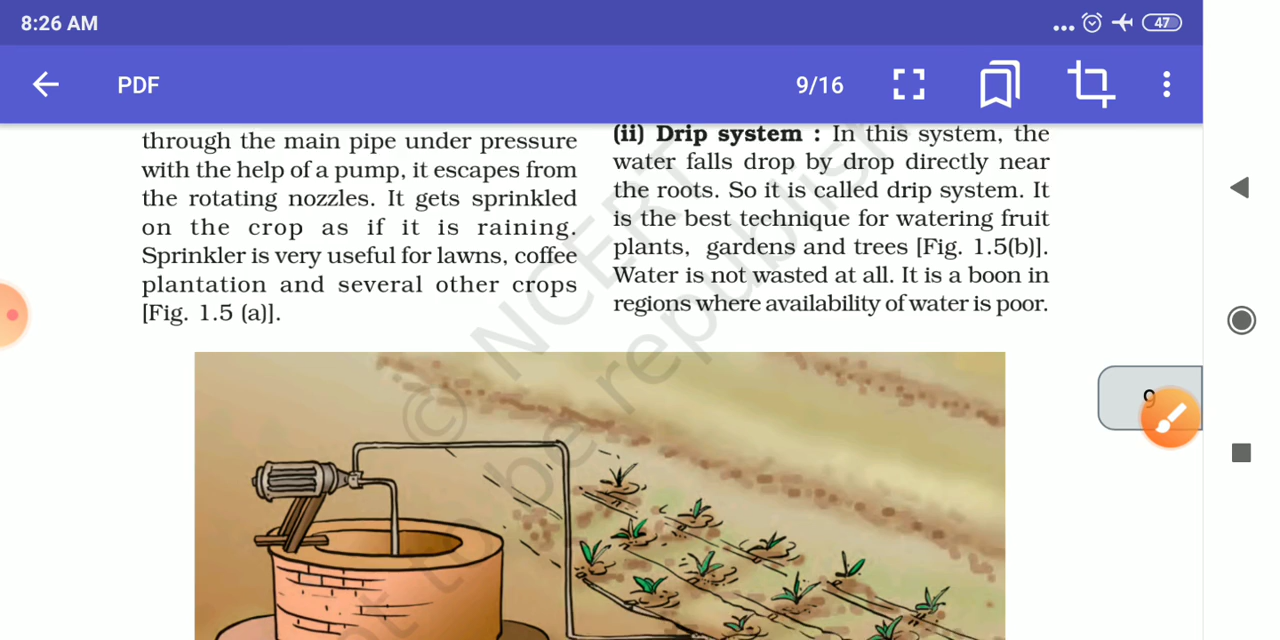 8:26 AM
47
PDF
9/16
through the main pipe under pressure
with the help of a pump, it escapes from
the rotating nozzles. It gets sprinkled
on the crop as if it is raining.
Sprinkler is very useful for lawns, coffee
plantation and several other crops
[Fig. 1.5 (a)].
(ii) Drip system : In this system, the
water falls drop by drop directly near
the roots. So it is called drip system. It
is the best technique for watering fruit
plants, gardens and trees [Fig. 1.5(b)].
Water is not wasted at all. It is a boon in
regions where availability of water is poor.
9
© NCERT
to be republish